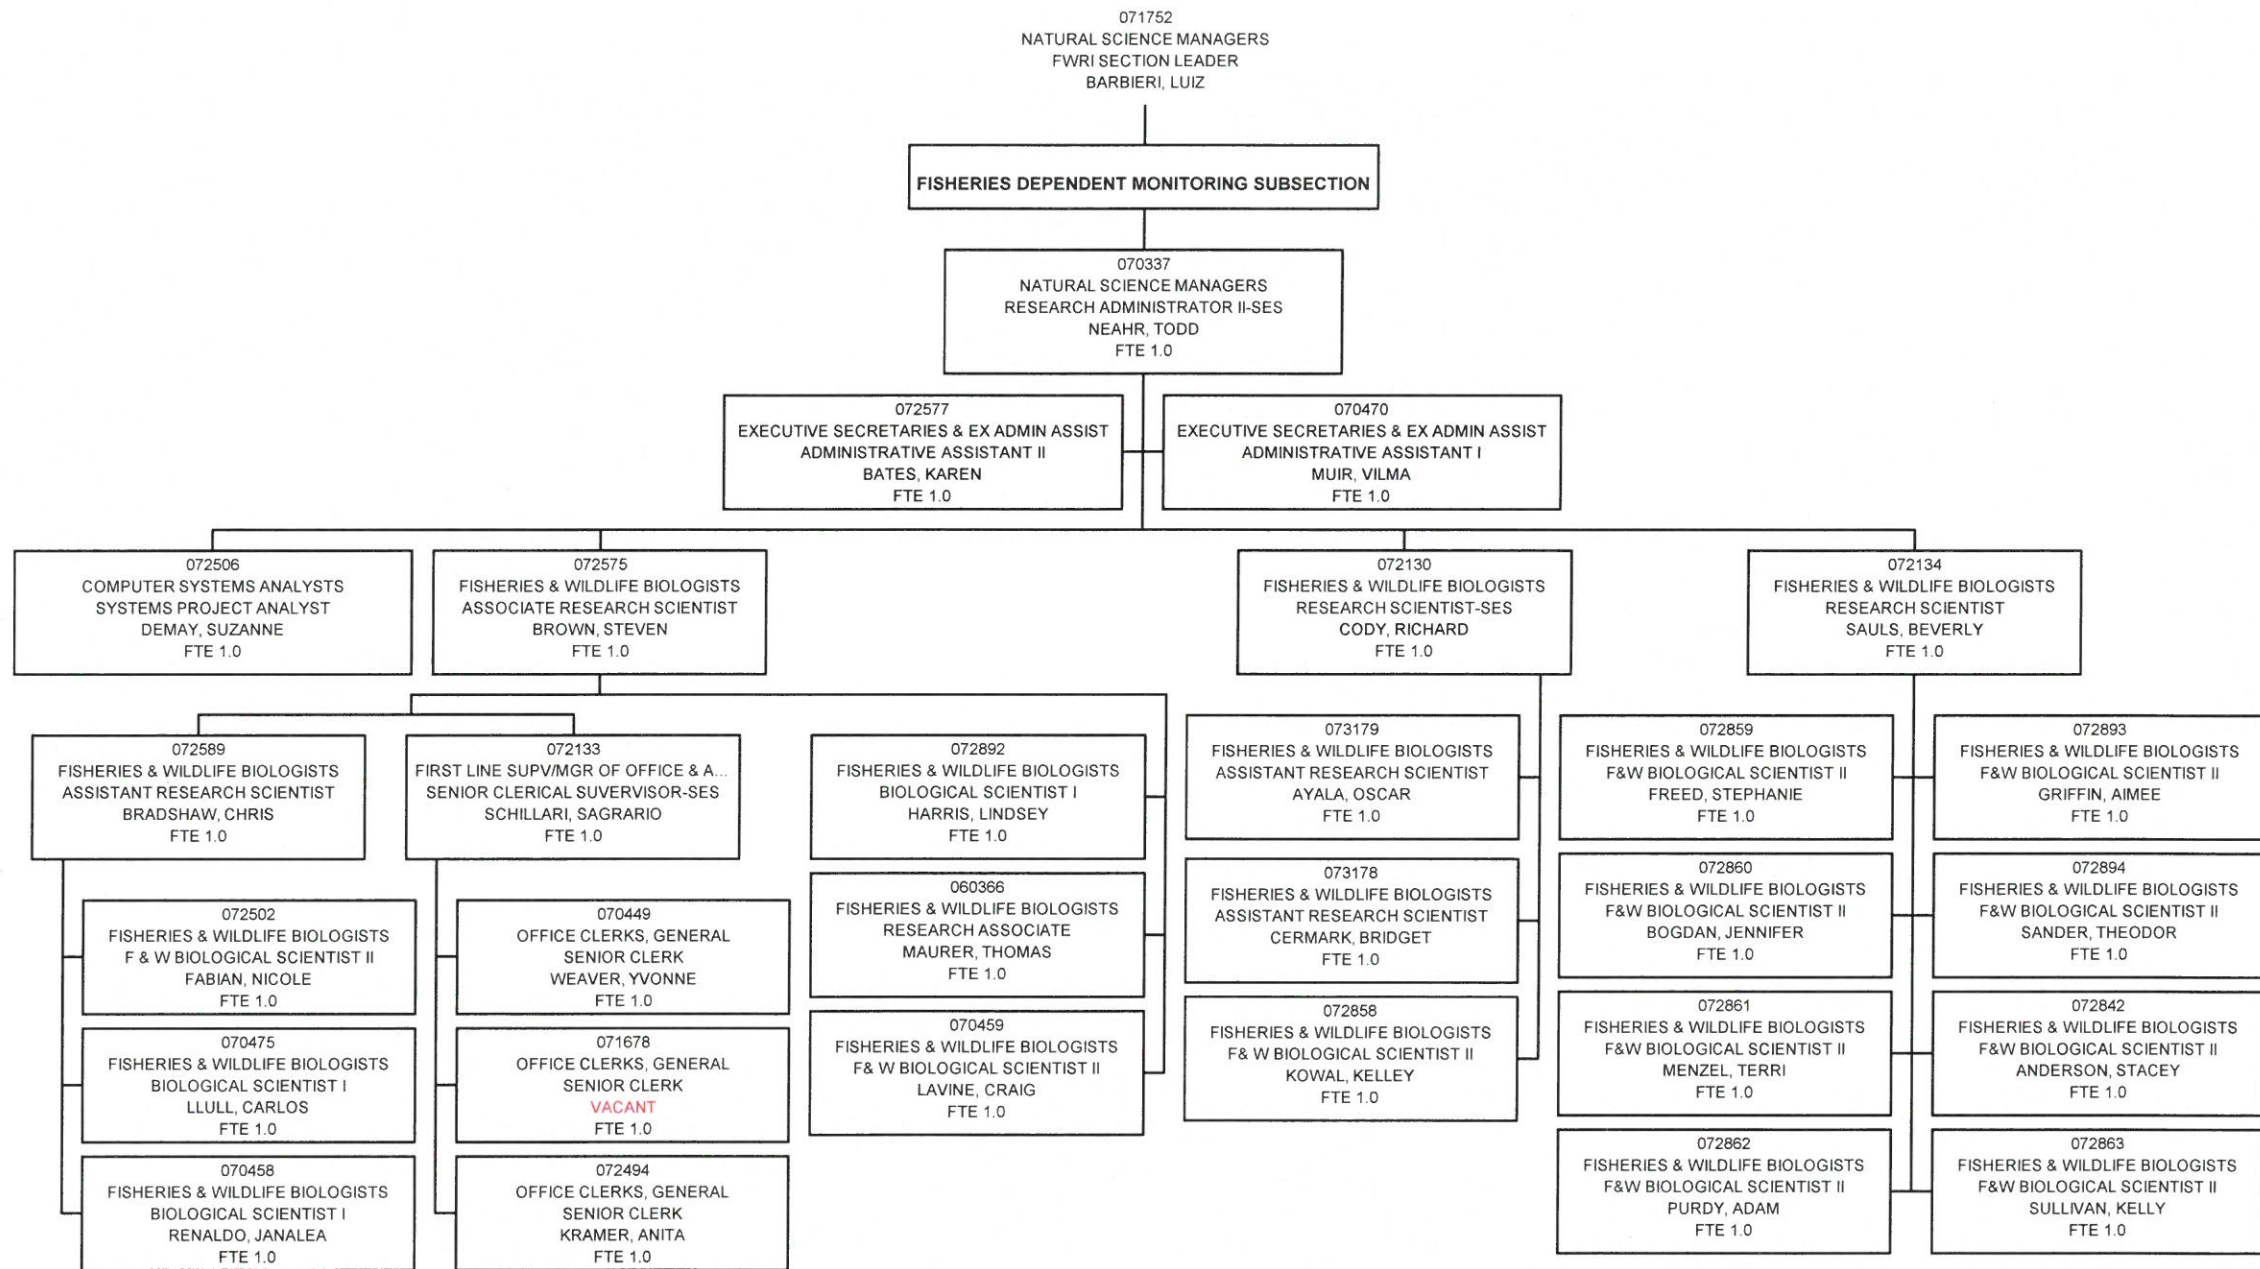 071752
NATURAL SCIENCE MANAGERS
FWRI SECTION LEADER
BARBIERI, LUIZ
FISHERIES DEPENDENT MONITORING SUBSECTION
070337
NATURAL SCIENCE MANAGERS
RESEARCH ADMINISTRATOR II-SES
NEAHR, TODD
FTE 1.0
072577
EXECUTIVE SECRETARIES & EX ADMIN ASSIST
ADMINISTRATIVE ASSISTANT II
BATES, KAREN
FTE 1.0
070470
EXECUTIVE SECRETARIES & EX ADMIN ASSIST
ADMINISTRATIVE ASSISTANT I
MUIR, VILMA
FTE 1.0
072506
COMPUTER SYSTEMS ANALYSTS
SYSTEMS PROJECT ANALYST
DEMAY, SUZANNE
FTE 1.0
072575
FISHERIES & WILDLIFE BIOLOGISTS
ASSOCIATE RESEARCH SCIENTIST
BROWN, STEVEN
FTE 1.0
072130
FISHERIES & WILDLIFE BIOLOGISTS
RESEARCH SCIENTIST-SES
CODY, RICHARD
FTE 1.0
072134
FISHERIES & WILDLIFE BIOLOGISTS
RESEARCH SCIENTIST
SAULS, BEVERLY
FTE 1.0
072589
FISHERIES & WILDLIFE BIOLOGISTS
ASSISTANT RESEARCH SCIENTIST
BRADSHAW, CHRIS
FTE 1.0
072133
FIRST LINE SUPV/MGR OF OFFICE & A...
SENIOR CLERICAL SUVERVISOR-SES
SCHILLARI, SAGRARIO
FTE 1.0
072502
FISHERIES & WILDLIFE BIOLOGISTS
F & W BIOLOGICAL SCIENTIST II
FABIAN, NICOLE
FTE 1.0
070475
FISHERIES & WILDLIFE BIOLOGISTS
BIOLOGICAL SCIENTIST I
LLULL, CARLOS
FTE 1.0
070458
FISHERIES & WILDLIFE BIOLOGISTS
BIOLOGICAL SCIENTIST I
RENALDO, JANALEA
FTE 1.0
070449
OFFICE CLERKS, GENERAL
SENIOR CLERK
WEAVER, YVONNE
FTE 1.0
071678
OFFICE CLERKS, GENERAL
SENIOR CLERK
VACANT
FTE 1.0
072494
OFFICE CLERKS, GENERAL
SENIOR CLERK
KRAMER, ANITA
FTE 1.0
072892
FISHERIES & WILDLIFE BIOLOGISTS
BIOLOGICAL SCIENTIST I
HARRIS, LINDSEY
FTE 1.0
060366
FISHERIES & WILDLIFE BIOLOGISTS
RESEARCH ASSOCIATE
MAURER, THOMAS
FTE 1.0
070459
FISHERIES & WILDLIFE BIOLOGISTS
F& W BIOLOGICAL SCIENTIST II
LAVINE, CRAIG
FTE 1.0
073179
FISHERIES & WILDLIFE BIOLOGISTS
ASSISTANT RESEARCH SCIENTIST
AYALA, OSCAR
FTE 1.0
073178
FISHERIES & WILDLIFE BIOLOGISTS
ASSISTANT RESEARCH SCIENTIST
CERMARK, BRIDGET
FTE 1.0
072858
FISHERIES & WILDLIFE BIOLOGISTS
F& W BIOLOGICAL SCIENTIST II
KOWAL, KELLEY
FTE 1.0
072859
FISHERIES & WILDLIFE BIOLOGISTS
F&W BIOLOGICAL SCIENTIST II
FREED, STEPHANIE
FTE 1.0
072860
FISHERIES & WILDLIFE BIOLOGISTS
F&W BIOLOGICAL SCIENTIST II
BOGDAN, JENNIFER
FTE 1.0
072861
FISHERIES & WILDLIFE BIOLOGISTS
F&W BIOLOGICAL SCIENTIST II
MENZEL, TERRI
FTE 1.0
072862
FISHERIES & WILDLIFE BIOLOGISTS
F&W BIOLOGICAL SCIENTIST II
PURDY, ADAM
FTE 1.0
072893
FISHERIES & WILDLIFE BIOLOGISTS
F&W BIOLOGICAL SCIENTIST II
GRIFFIN, AIMEE
FTE 1.0
072894
FISHERIES & WILDLIFE BIOLOGISTS
F&W BIOLOGICAL SCIENTIST II
SANDER, THEODOR
FTE 1.0
072842
FISHERIES & WILDLIFE BIOLOGISTS
F&W BIOLOGICAL SCIENTIST II
ANDERSON, STACEY
FTE 1.0
072863
FISHERIES & WILDLIFE BIOLOGISTS
F&W BIOLOGICAL SCIENTIST II
SULLIVAN, KELLY
FTE 1.0